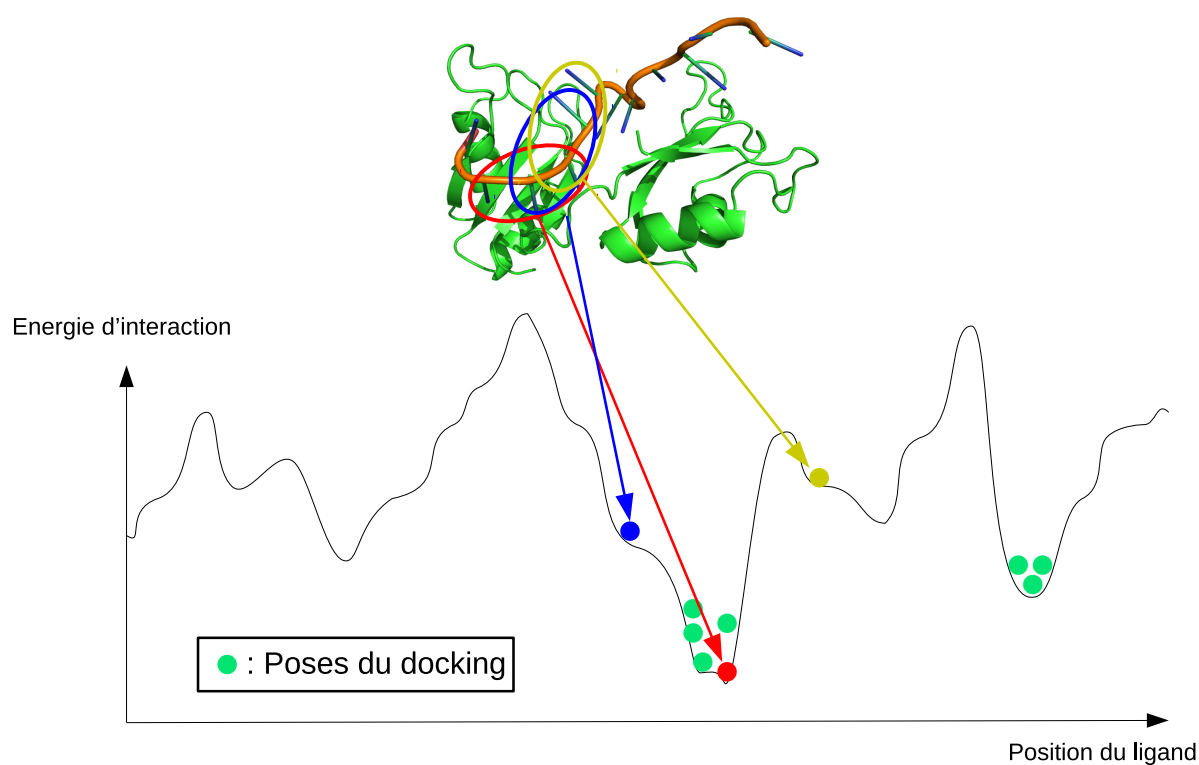 Energie d'interaction
: Poses du docking
Position du ligand